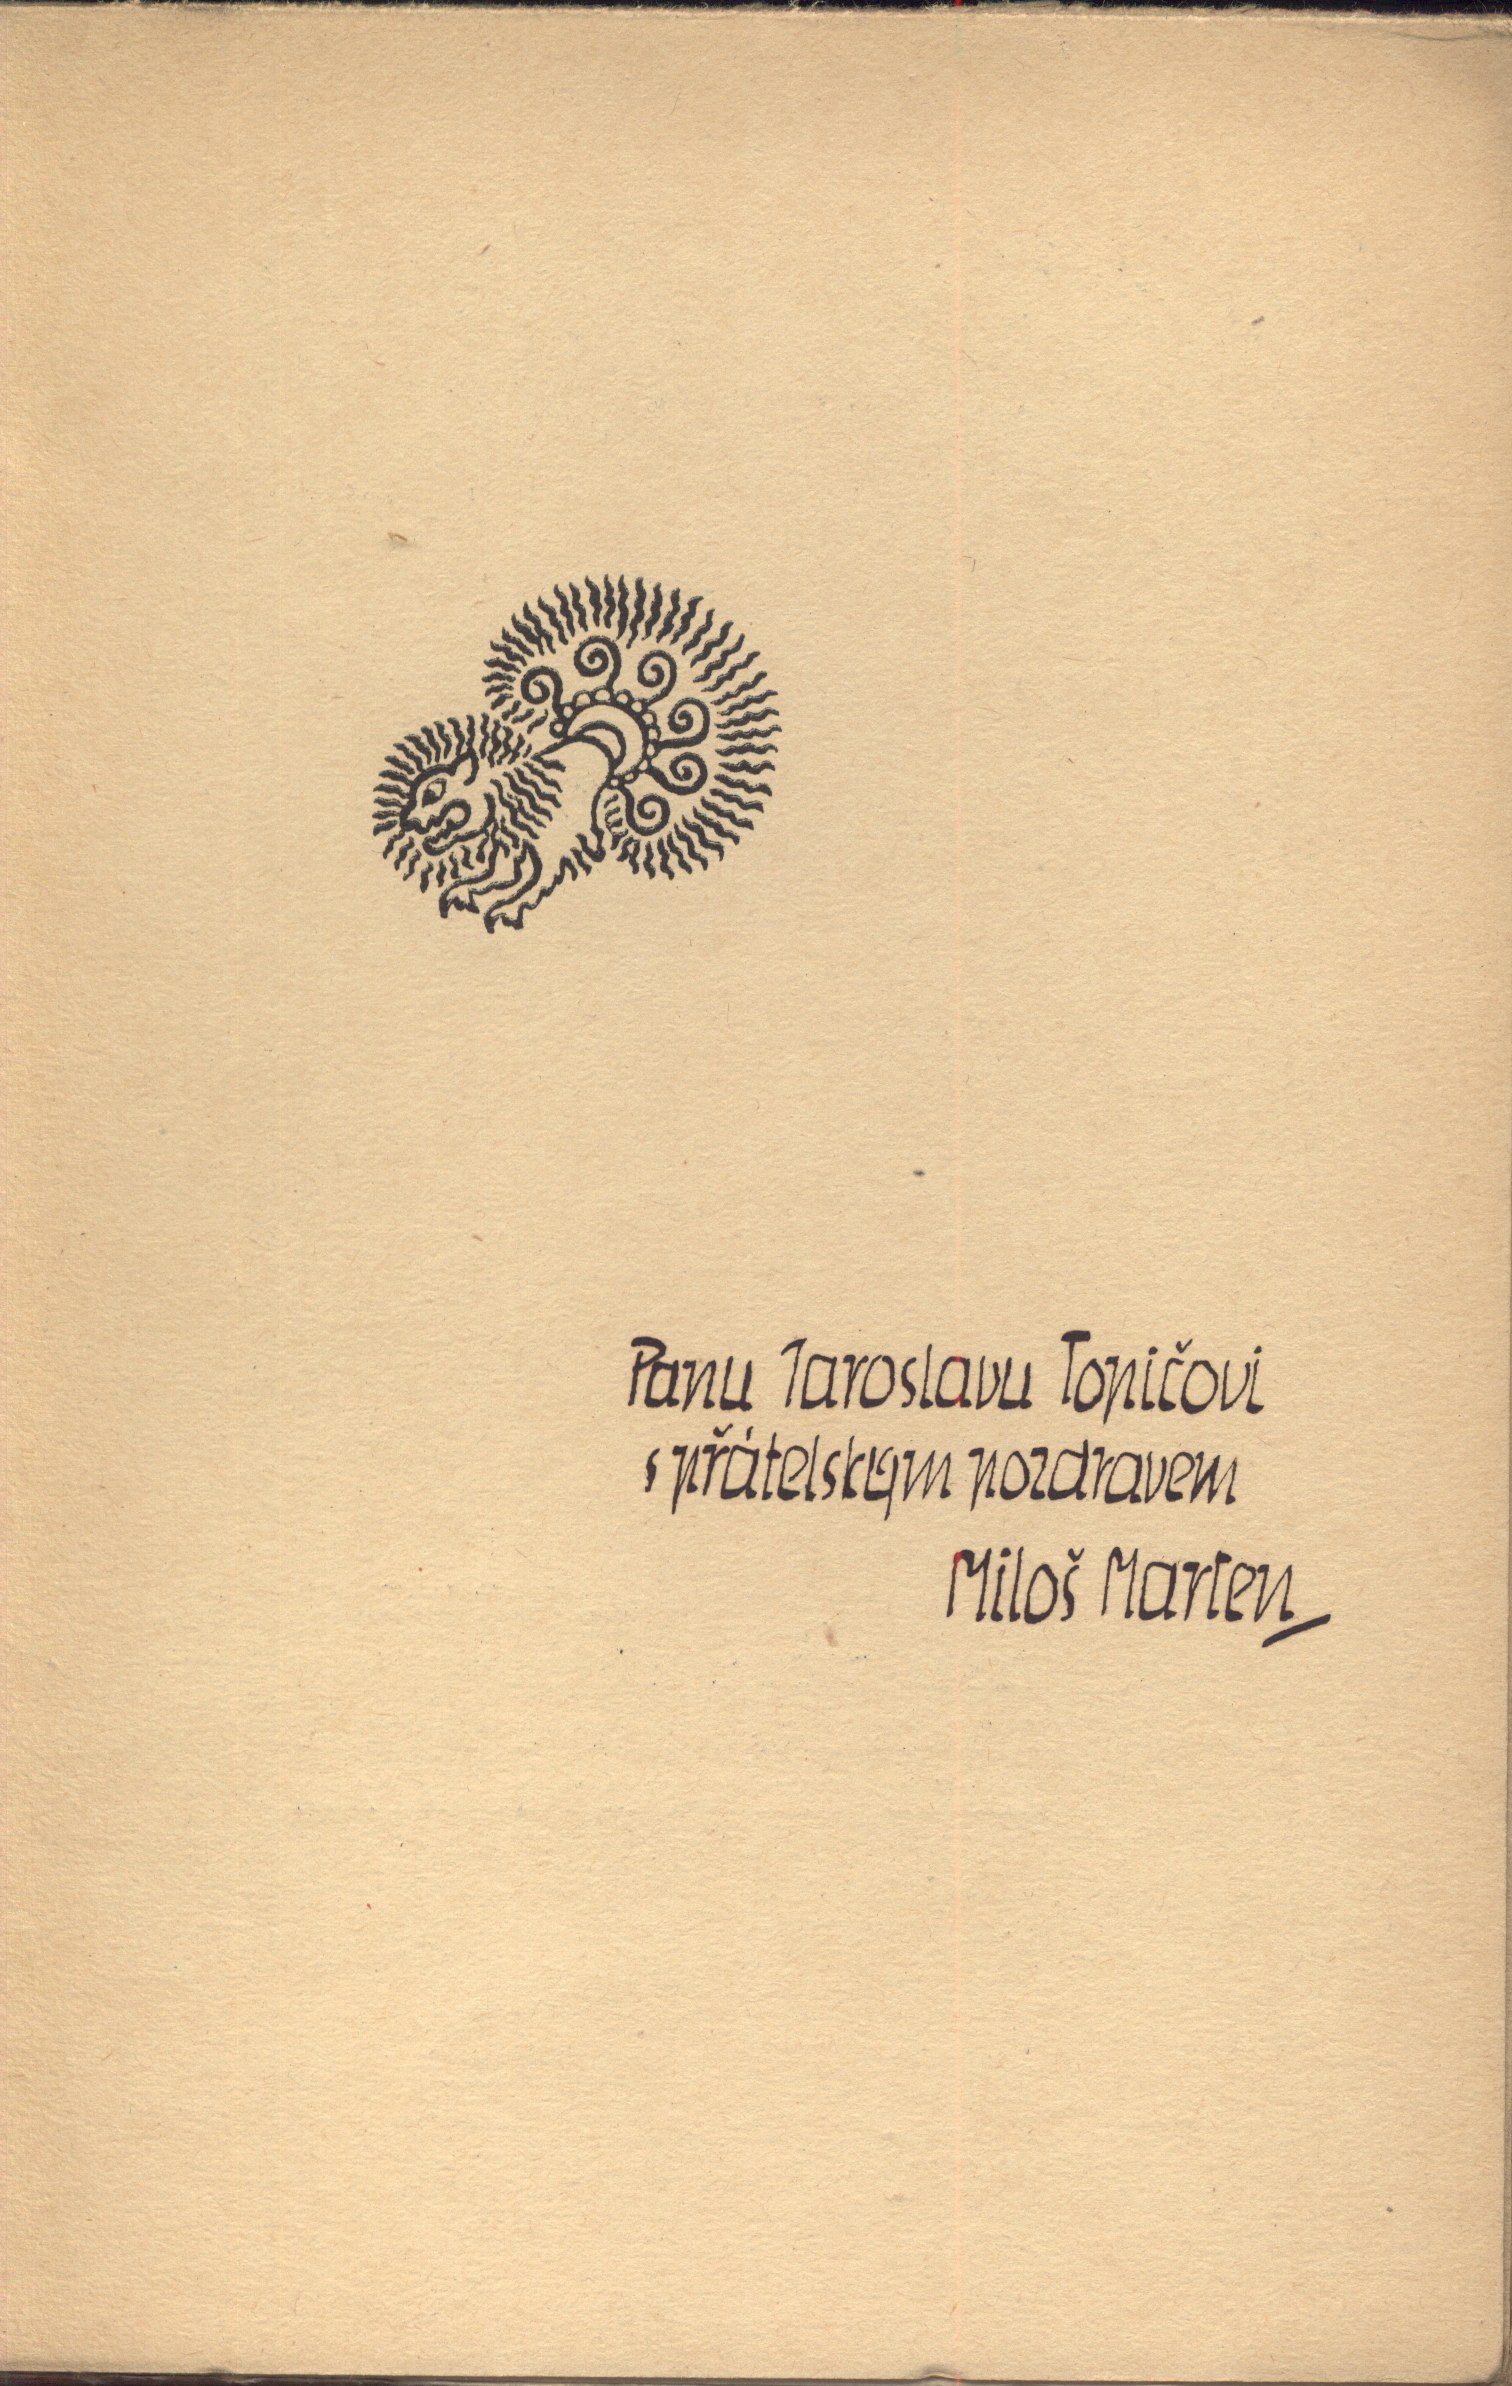 Panu Jaroslavu Topičovi
s přátelským pozdravem
Miloš Marten